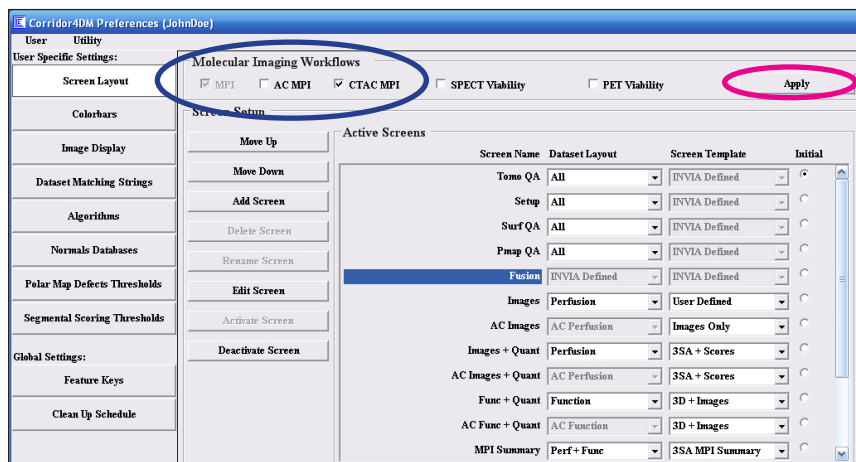 Corridor4DM Preferences (JohnDoe)
User Utility
User Specific Settings:
Screen Layout
Colorbars
Image Display
Dataset Matching Strings
Algorithms
Normals Databases
Polar Map Defects Thresholds
Segmental Scoring Thresholds
Global Settings:
Feature Keys
Clean Up Schedule
Molecular Imaging Workflows
MPI AC MPI CTAC MPI SPECT Viability PET Viability Apply
Screen Setup
Move Up
Move Down
Add Screen
Delete Screen
Rename Screen
Edit Screen
Activate Screen
Deactivate Screen
Active Screens
Screen Name Dataset Layout Screen Template Initial
Tomo QA All INVIA Defined
Setup All INVIA Defined
Surf QA All INVIA Defined
Pmap QA All INVIA Defined
Fusion INVIA Defined INVIA Defined
Images Perfusion User Defined
AC Images AC Perfusion Images Only
Images + Quant Perfusion 3SA + Scores
AC Images + Quant AC Perfusion 3SA + Scores
Func + Quant Function 3D + Images
AC Func + Quant AC Function 3D + Images
MPI Summary Perf + Func 3SA MPI Summary